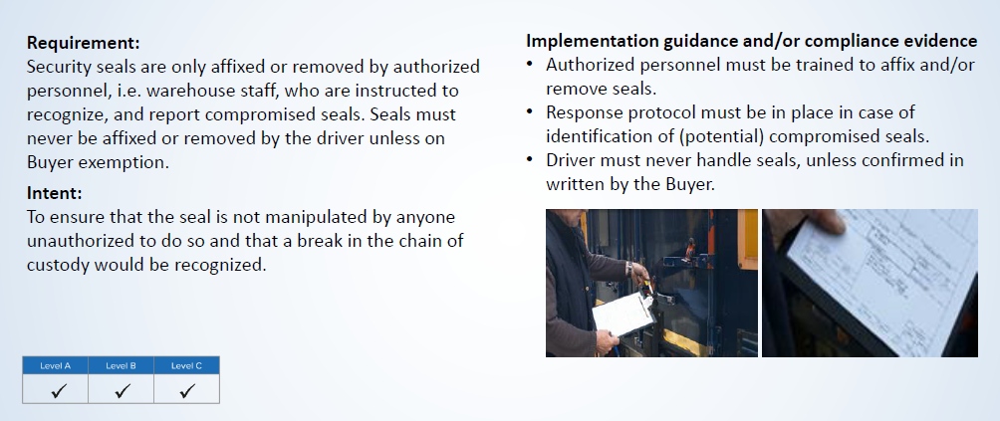 Requirement:
Security seals are only affixed or removed by authorized
personnel, i.e. warehouse staff, who are instructed to
recognize, and report compromised seals. Seals must
never be affixed or removed by the driver unless on
Buyer exemption.
Intent:
To ensure that the seal is not manipulated by anyone
unauthorized to do so and that a break in the chain of
custody would be recognized.
Level A Level B Level C
✓ ✓ ✓
Implementation guidance and/or compliance evidence
• Authorized personnel must be trained to affix and/or
remove seals.
• Response protocol must be in place in case of
identification of (potential) compromised seals.
• Driver must never handle seals, unless confirmed in
written by the Buyer.